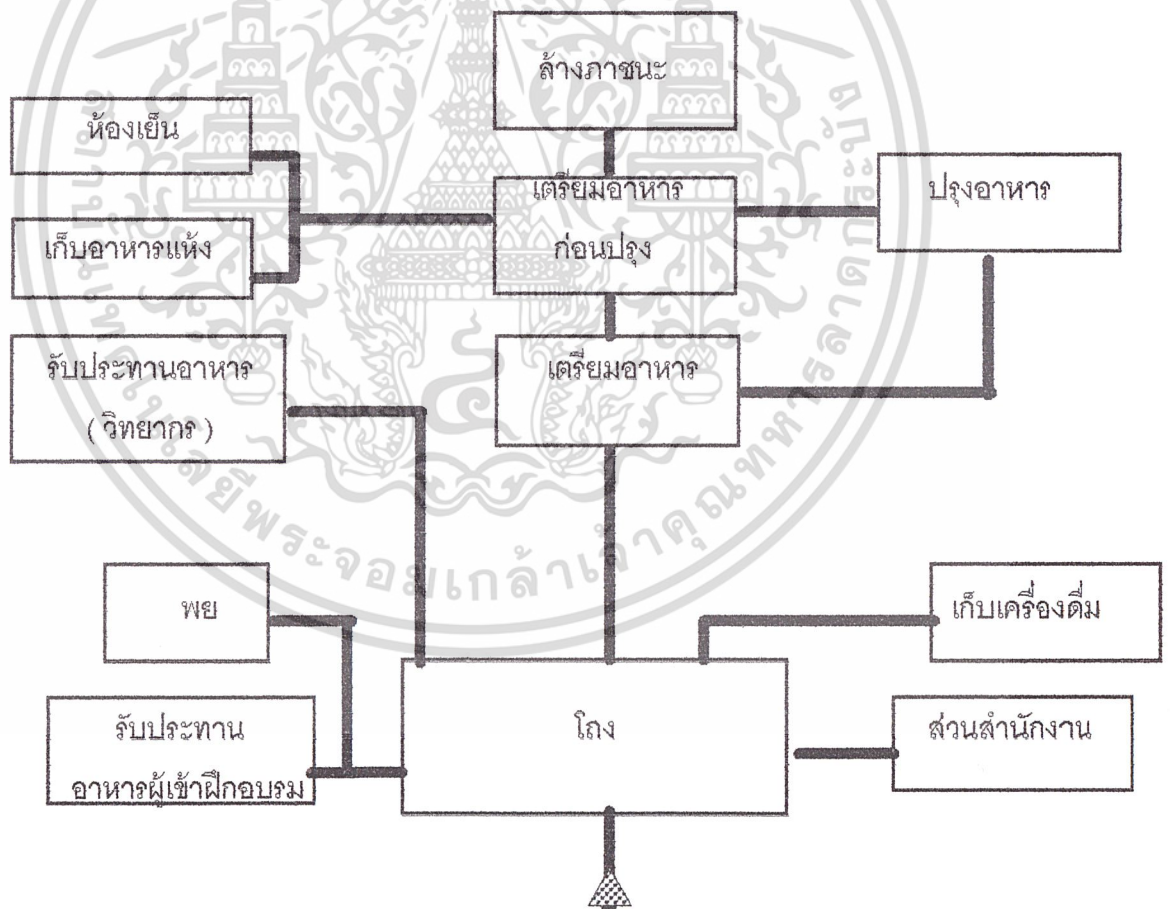 ล้างภาชนะ
ห้องเย็น
เตรียมอาหาร
ก่อนปรุง
ปรุงอาหาร
เก็บอาหารแห้ง
รับประทานอาหาร
( วิทยากร )
เตรียมอาหาร
พย
เก็บเครื่องดื่ม
รับประทาน
อาหารผู้เข้าฝึกอบรม
โถง
ส่วนสำนักงาน